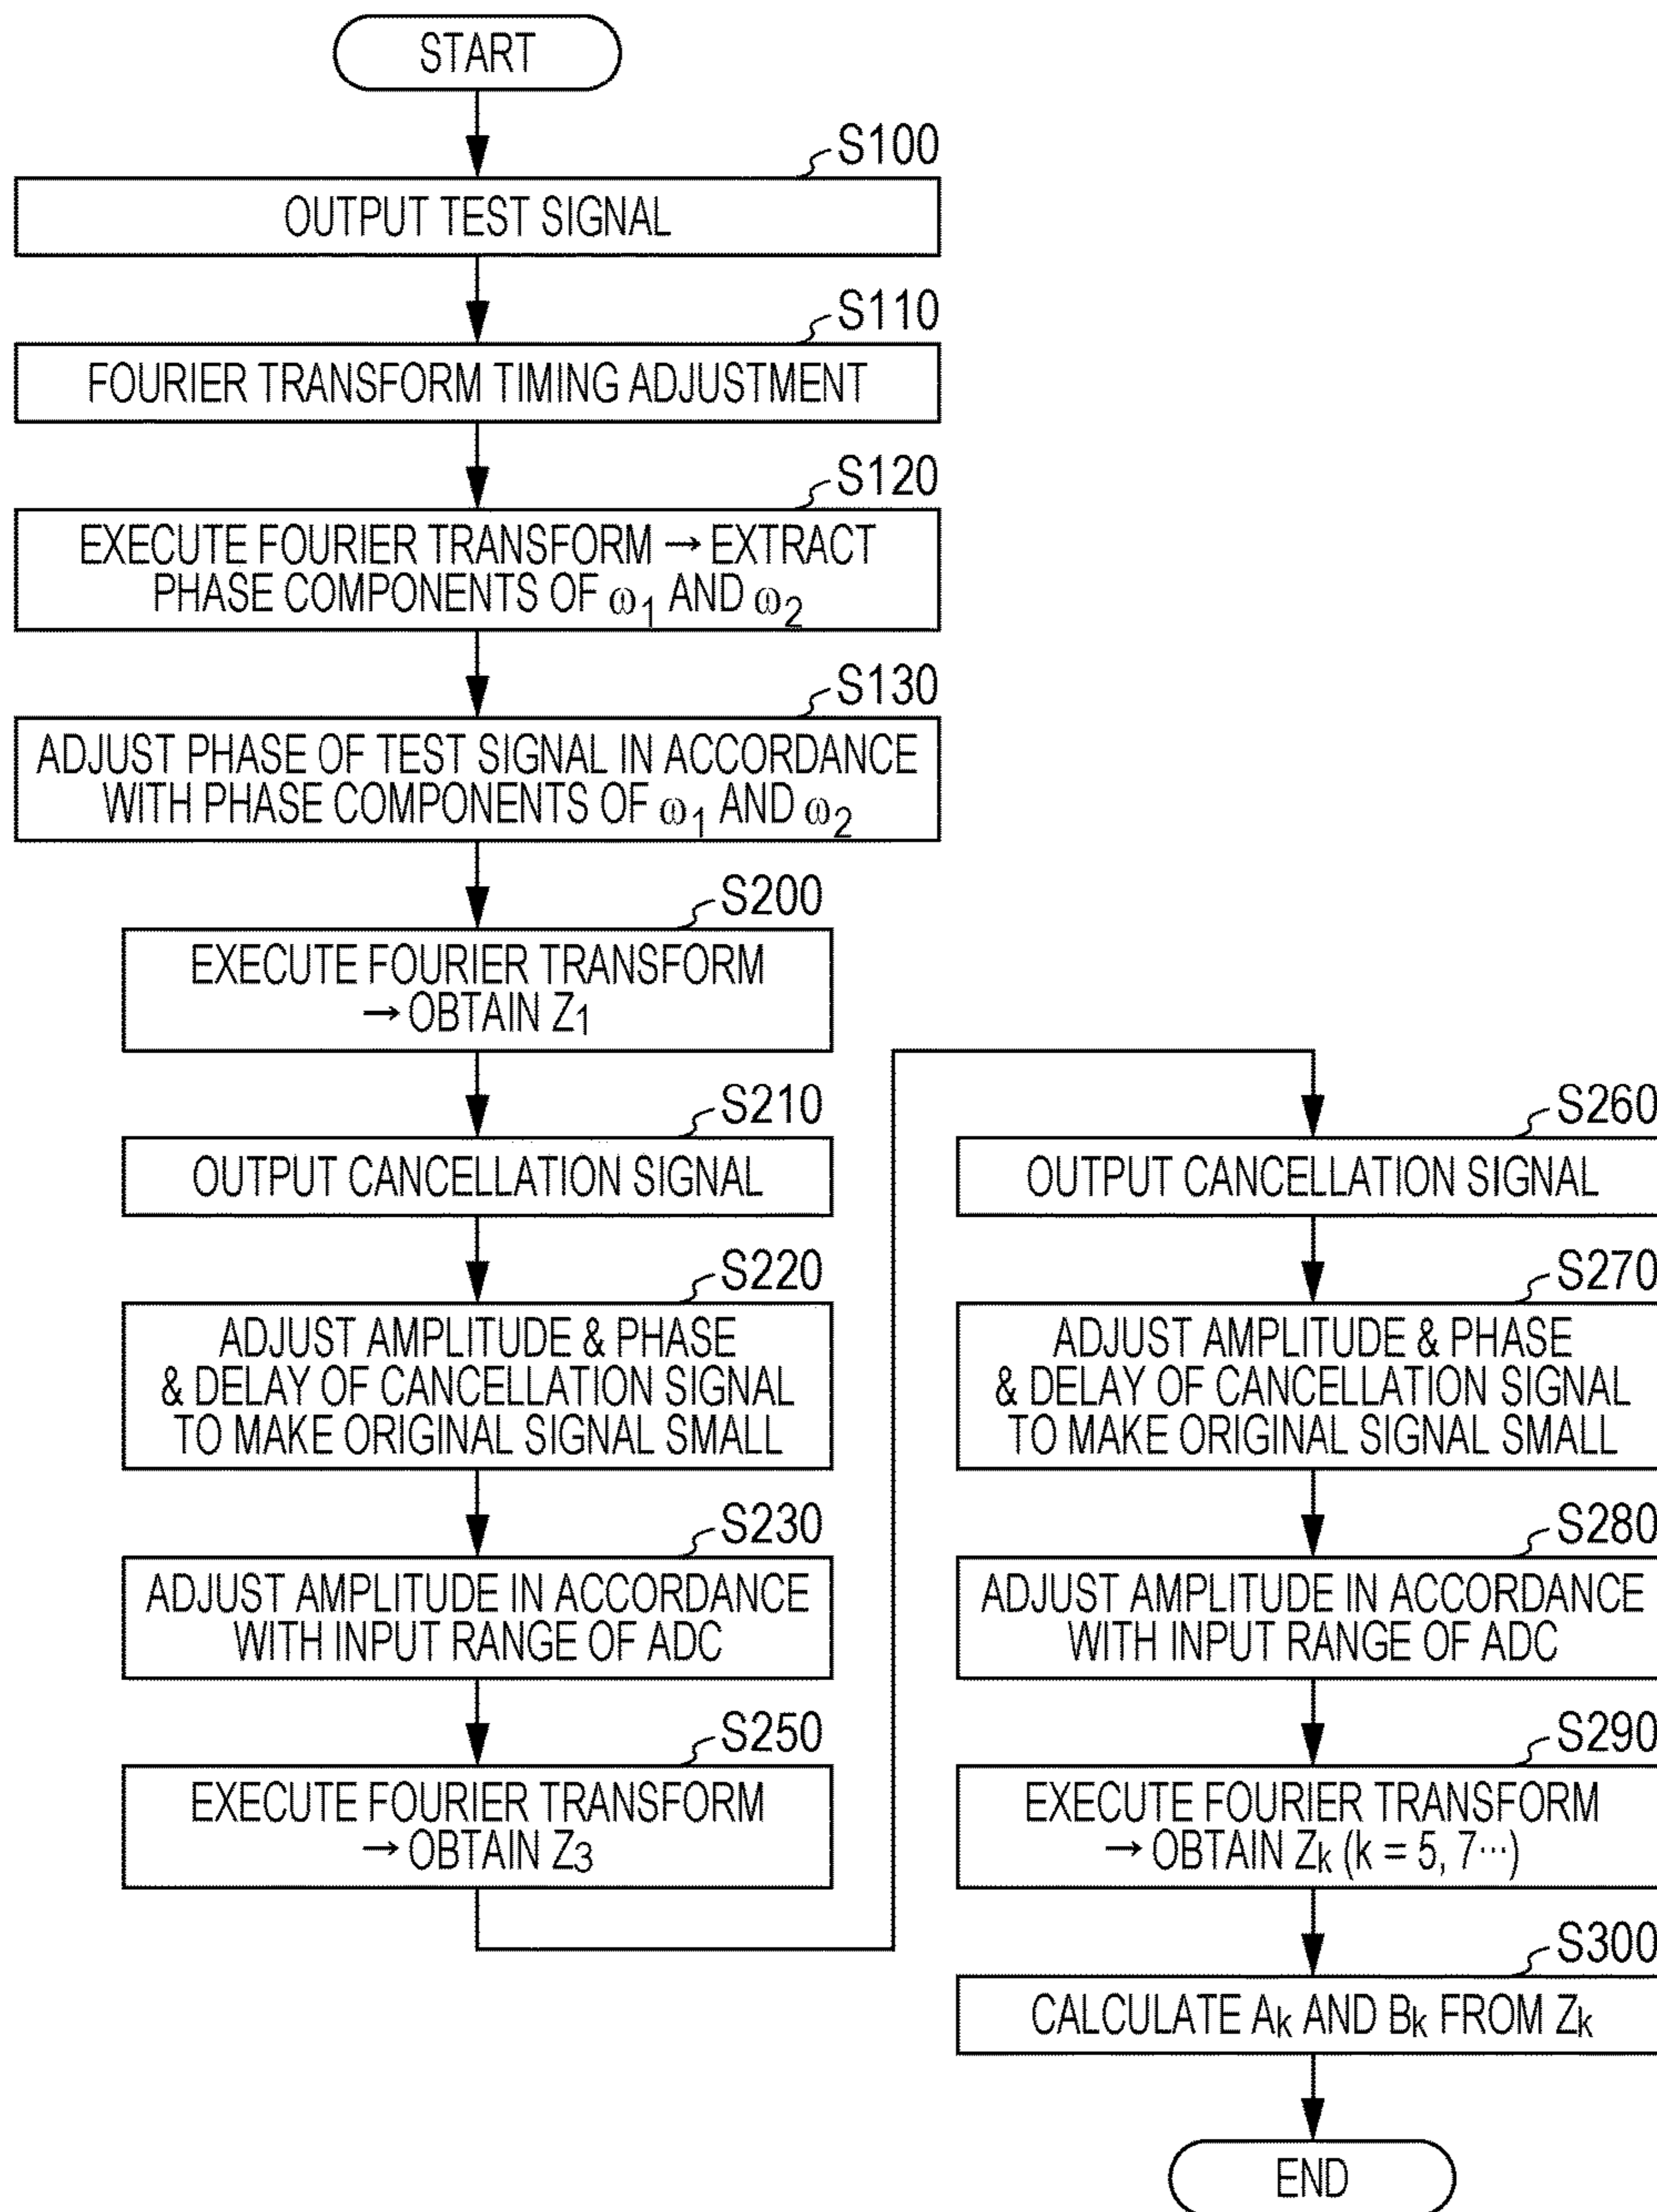 START
S100
OUTPUT TEST SIGNAL
S110
FOURIER TRANSFORM TIMING ADJUSTMENT
S120
EXECUTE FOURIER TRANSFORM → EXTRACT
PHASE COMPONENTS OF ω1 AND ω2
S130
ADJUST PHASE OF TEST SIGNAL IN ACCORDANCE
WITH PHASE COMPONENTS OF ω1 AND ω2
S200
EXECUTE FOURIER TRANSFORM
→ OBTAIN Z1
S210
OUTPUT CANCELLATION SIGNAL
S220
ADJUST AMPLITUDE & PHASE
& DELAY OF CANCELLATION SIGNAL
TO MAKE ORIGINAL SIGNAL SMALL
S230
ADJUST AMPLITUDE IN ACCORDANCE
WITH INPUT RANGE OF ADC
S250
EXECUTE FOURIER TRANSFORM
→ OBTAIN Z3
S260
OUTPUT CANCELLATION SIGNAL
S270
ADJUST AMPLITUDE & PHASE
& DELAY OF CANCELLATION SIGNAL
TO MAKE ORIGINAL SIGNAL SMALL
S280
ADJUST AMPLITUDE IN ACCORDANCE
WITH INPUT RANGE OF ADC
S290
EXECUTE FOURIER TRANSFORM
→ OBTAIN Zk (k = 5, 7···)
S300
CALCULATE Ak AND Bk FROM Zk
END